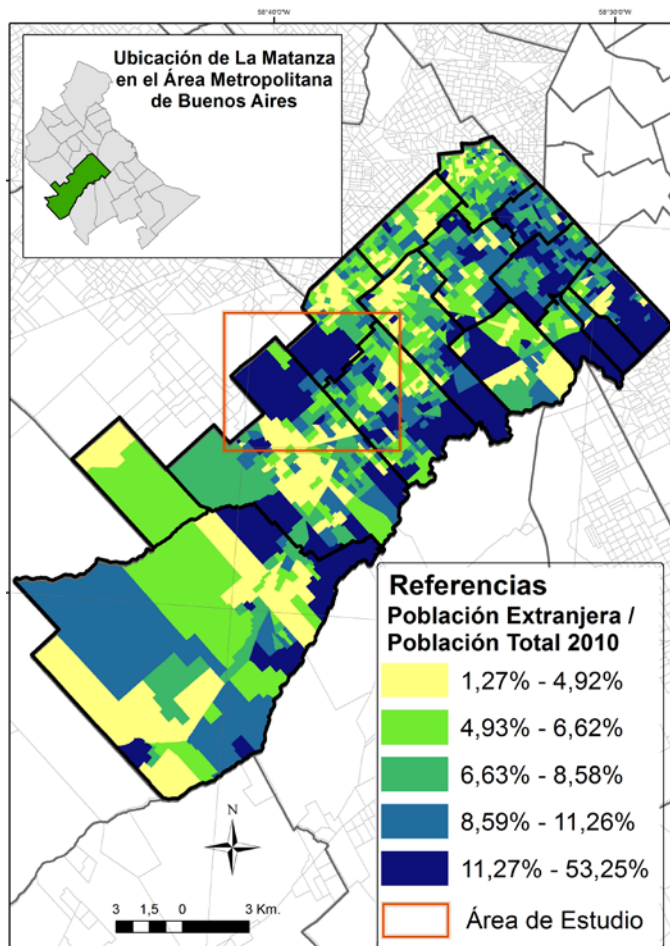 58°40'0"W
58°30'0"W
Ubicación de La Matanza
en el Área Metropolitana
de Buenos Aires
Referencias
Población Extranjera /
Población Total 2010
1,27% - 4,92%
4,93% - 6,62%
6,63% - 8,58%
8,59% - 11,26%
11,27% - 53,25%
Área de Estudio
N
3 1,5 0 3 Km.